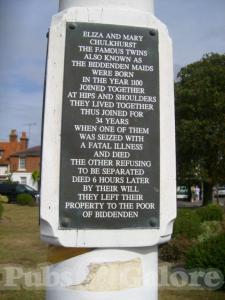 ELIZA AND MARY
CHULKHURST
THE FAMOUS TWINS
ALSO KNOWN AS
THE BIDDENDEN MAIDS
WERE BORN
IN THE YEAR 1100
JOINED TOGETHER
AT HIPS AND SHOULDERS
THEY LIVED TOGETHER
THUS JOINED FOR
34 YEARS
WHEN ONE OF THEM
WAS SEIZED WITH
A FATAL ILLNESS
AND DIED
THE OTHER REFUSING
TO BE SEPARATED
DIED 6 HOURS LATER
BY THEIR WILL
THEY LEFT THEIR
PROPERTY TO THE POOR
OF BIDDENDEN
PubsGalore